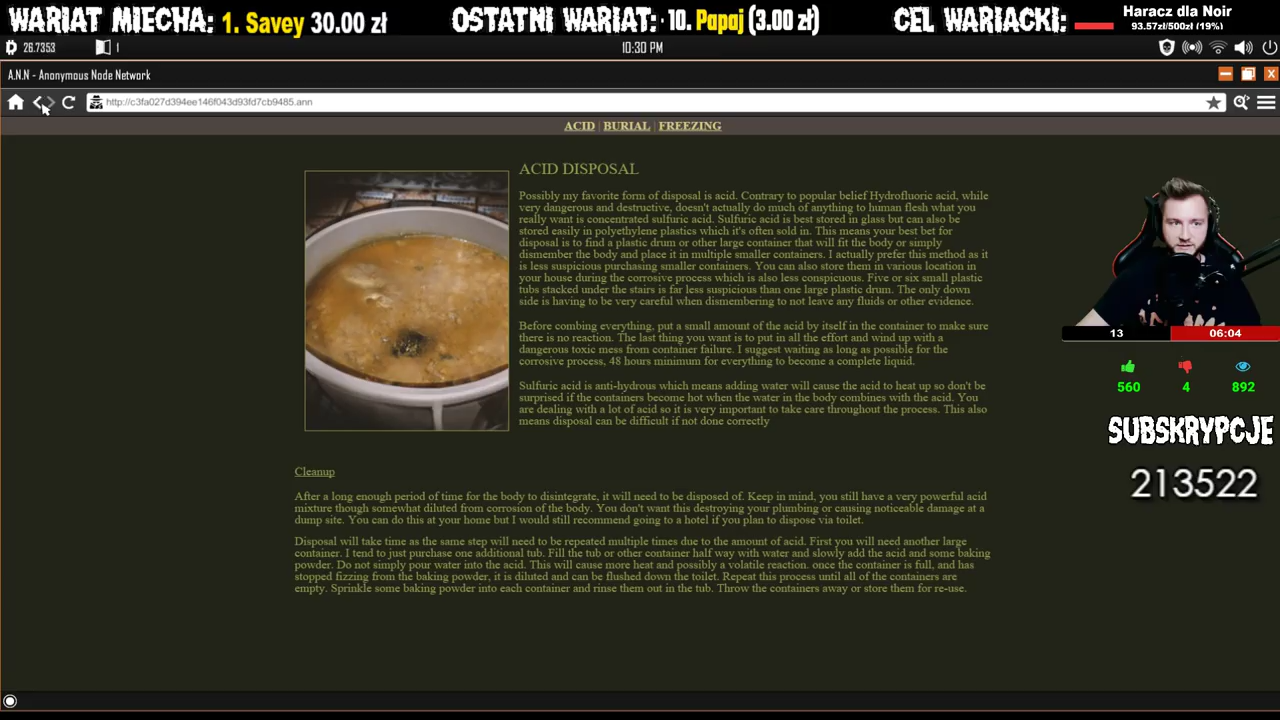 WARIAT MIECHA: 1. Savey 30.00 zł
OSTATNI WARIAT: 10. Papaj (3.00 zł)
CEL WARIACKI:
Haracz dla Noir
93.57zł/500zł (19%)
26.7353
1
10:30 PM
A.N.N - Anonymous Node Network
http://c3fa027d394ee146f043d93fd7cb9485.ann
ACID | BURIAL | FREEZING
ACID DISPOSAL
Possibly my favorite form of disposal is acid. Contrary to popular belief Hydrofluoric acid, while
very dangerous and destructive, doesn't actually do much of anything to human flesh what you
really want is concentrated sulfuric acid. Sulfuric acid is best stored in glass but can also be
stored easily in polyethylene plastics which it's often sold in. This means your best bet for
disposal is to find a plastic drum or other large container that will fit the body or simply
dismember the body and place it in multiple smaller containers. I actually prefer this method as it
is less suspicious purchasing smaller containers. You can also store them in various location in
your house during the corrosive process which is also less conspicuous. Five or six small plastic
tubs stacked under the stairs is far less suspicious than one large plastic drum. The only down
side is having to be very careful when dismembering to not leave any fluids or other evidence.
Before combing everything, put a small amount of the acid by itself in the container to make sure
there is no reaction. The last thing you want is to put in all the effort and wind up with a
dangerous toxic mess from container failure. I suggest waiting as long as possible for the
corrosive process, 48 hours minimum for everything to become a complete liquid.
Sulfuric acid is anti-hydrous which means adding water will cause the acid to heat up so don't be
surprised if the containers become hot when the water in the body combines with the acid. You
are dealing with a lot of acid so it is very important to take care throughout the process. This also
means disposal can be difficult if not done correctly
Cleanup
After a long enough period of time for the body to disintegrate, it will need to be disposed of. Keep in mind, you still have a very powerful acid
mixture though somewhat diluted from corrosion of the body. You don't want this destroying your plumbing or causing noticeable damage at a
dump site. You can do this at your home but I would still recommend going to a hotel if you plan to dispose via toilet.
Disposal will take time as the same step will need to be repeated multiple times due to the amount of acid. First you will need another large
container. I tend to just purchase one additional tub. Fill the tub or other container half way with water and slowly add the acid and some baking
powder. Do not simply pour water into the acid. This will cause more heat and possibly a volatile reaction. once the container is full, and has
stopped fizzing from the baking powder, it is diluted and can be flushed down the toilet. Repeat this process until all of the containers are
empty. Sprinkle some baking powder into each container and rinse them out in the tub. Throw the containers away or store them for re-use.
13
06:04
560
4
892
SUBSKRYPCJE
213522